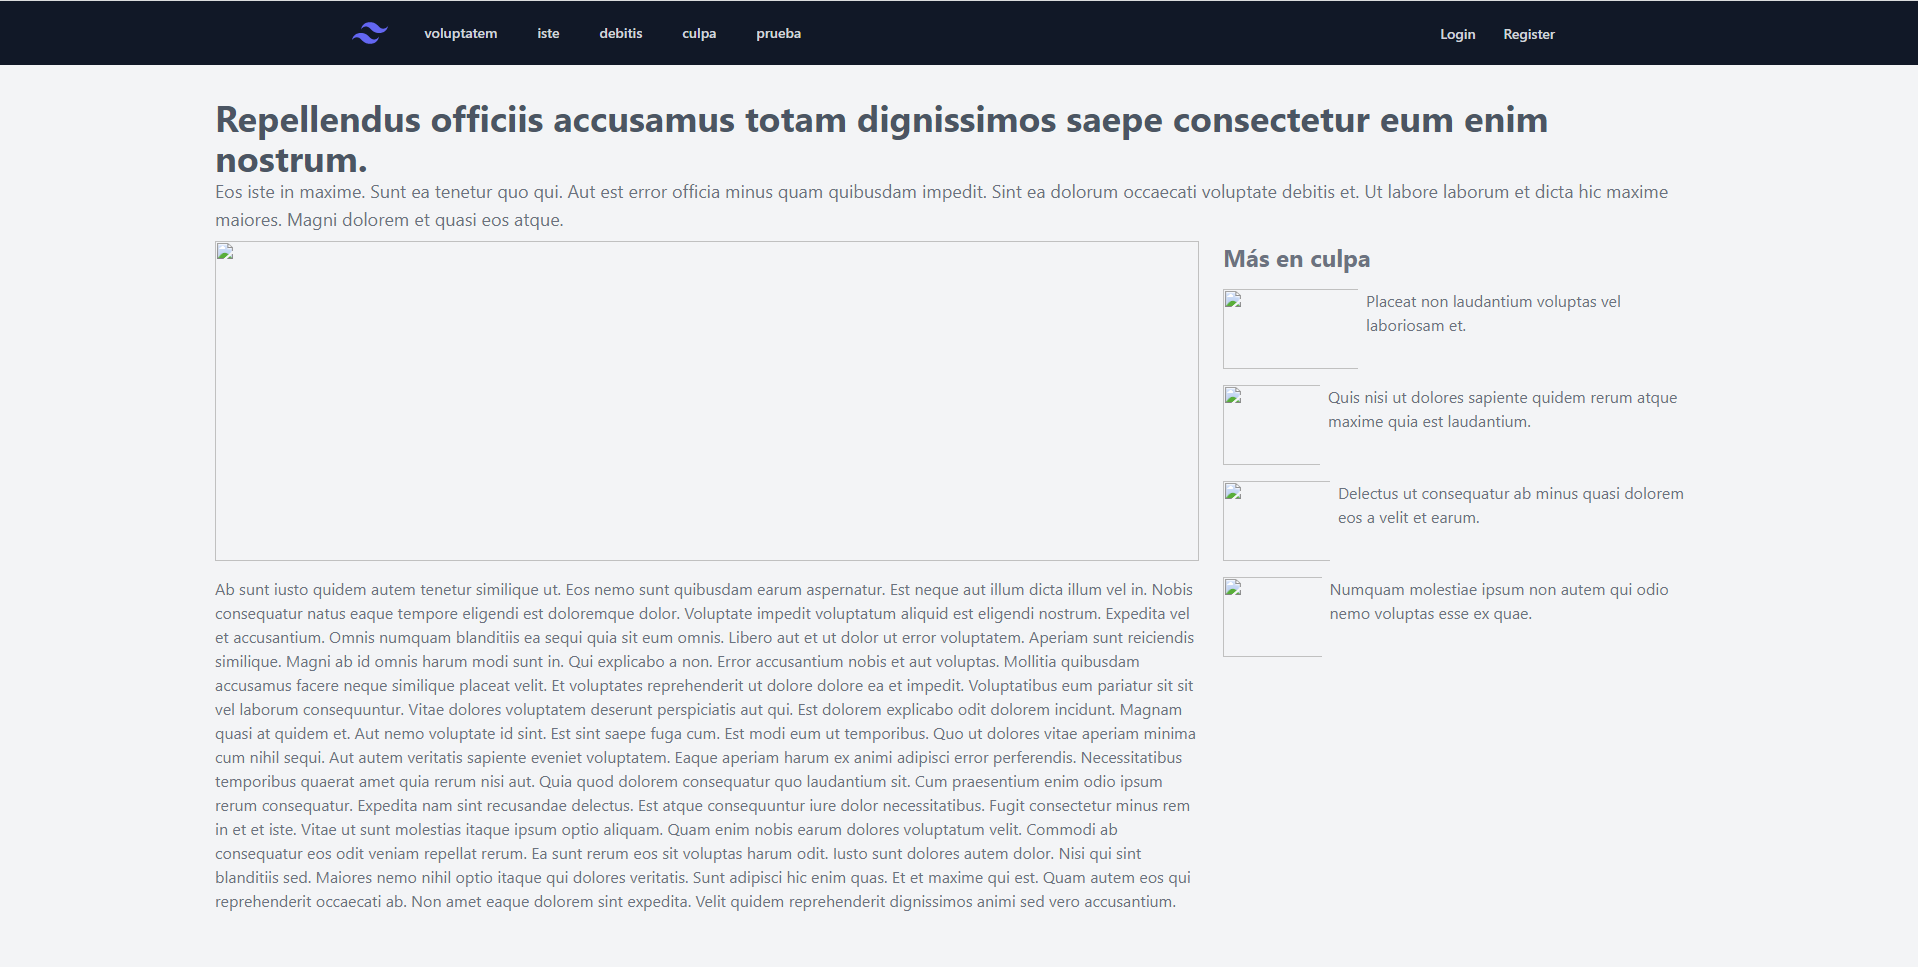 voluptatem iste debitis culpa prueba Login Register
Repellendus officiis accusamus totam dignissimos saepe consectetur eum enim
nostrum.
Eos iste in maxime. Sunt ea tenetur quo qui. Aut est error officia minus quam quibusdam impedit. Sint ea dolorum occaecati voluptate debitis et. Ut labore laborum et dicta hic maxime
maiores. Magni dolorem et quasi eos atque.
Ab sunt iusto quidem autem tenetur similique ut. Eos nemo sunt quibusdam earum aspernatur. Est neque aut illum dicta illum vel in. Nobis
consequatur natus eaque tempore eligendi est doloremque dolor. Voluptate impedit voluptatum aliquid est eligendi nostrum. Expedita vel
et accusantium. Omnis numquam blanditiis ea sequi quia sit eum omnis. Libero aut et ut dolor ut error voluptatem. Aperiam sunt reiciendis
similique. Magni ab id omnis harum modi sunt in. Qui explicabo a non. Error accusantium nobis et aut voluptas. Mollitia quibusdam
accusamus facere neque similique placeat velit. Et voluptates reprehenderit ut dolore dolore ea et impedit. Voluptatibus eum pariatur sit sit
vel laborum consequuntur. Vitae dolores voluptatem deserunt perspiciatis aut qui. Est dolorem explicabo odit dolorem incidunt. Magnam
quasi at quidem et. Aut nemo voluptate id sint. Est sint saepe fuga cum. Est modi eum ut temporibus. Quo ut dolores vitae aperiam minima
cum nihil sequi. Aut autem veritatis sapiente eveniet voluptatem. Eaque aperiam harum ex animi adipisci error perferendis. Necessitatibus
temporibus quaerat amet quia rerum nisi aut. Quia quod dolorem consequatur quo laudantium sit. Cum praesentium enim odio ipsum
rerum consequatur. Expedita nam sint recusandae delectus. Est atque consequuntur iure dolor necessitatibus. Fugit consectetur minus rem
in et et iste. Vitae ut sunt molestias itaque ipsum optio aliquam. Quam enim nobis earum dolores voluptatum velit. Commodi ab
consequatur eos odit veniam repellat rerum. Ea sunt rerum eos sit voluptas harum odit. Iusto sunt dolores autem dolor. Nisi qui sint
blanditiis sed. Maiores nemo nihil optio itaque qui dolores veritatis. Sunt adipisci hic enim quas. Et et maxime qui est. Quam autem eos qui
reprehenderit occaecati ab. Non amet eaque dolorem sint expedita. Velit quidem reprehenderit dignissimos animi sed vero accusantium.
Más en culpa
Placeat non laudantium voluptas vel
laboriosam et.
Quis nisi ut dolores sapiente quidem rerum atque
maxime quia est laudantium.
Delectus ut consequatur ab minus quasi dolorem
eos a velit et earum.
Numquam molestiae ipsum non autem qui odio
nemo voluptas esse ex quae.